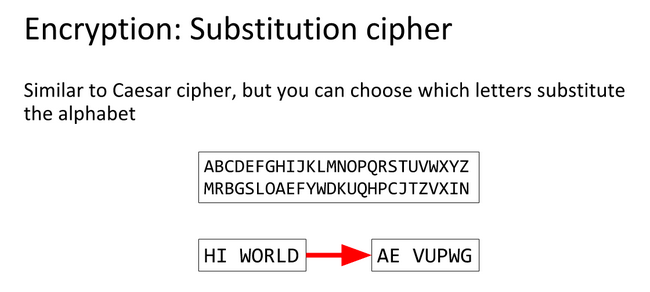 Encryption: Substitution cipher
Similar to Caesar cipher, but you can choose which letters substitute
the alphabet
ABCDEFGHIJKLMNOPQRSTUVWXYZ
MRBGSLOAEFYWDKUQHPCJTZVXIN
HI WORLD
AE VUPWG